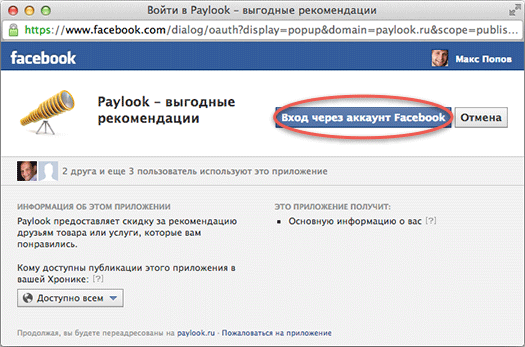 Войти в Paylook – выгодные рекомендации
https://www.facebook.com/dialog/oauth?display=popup&domain=paylook.ru&scope=publis...
facebook
Макс Попов
Paylook – выгодные
рекомендации
Вход через аккаунт Facebook
Отмена
2 друга и еще 3 пользователь используют это приложение
ИНФОРМАЦИЯ ОБ ЭТОМ ПРИЛОЖЕНИИ
Paylook предоставляет скидку за рекомендацию
друзьям товара или услуги, которые вам
понравились.
Кому доступны публикации этого приложения в
вашей Хронике: [?]
Доступно всем
ЭТО ПРИЛОЖЕНИЕ ПОЛУЧИТ:
Основную информацию о вас [?]
Продолжая, вы будете переадресованы на paylook.ru · Пожаловаться на приложение